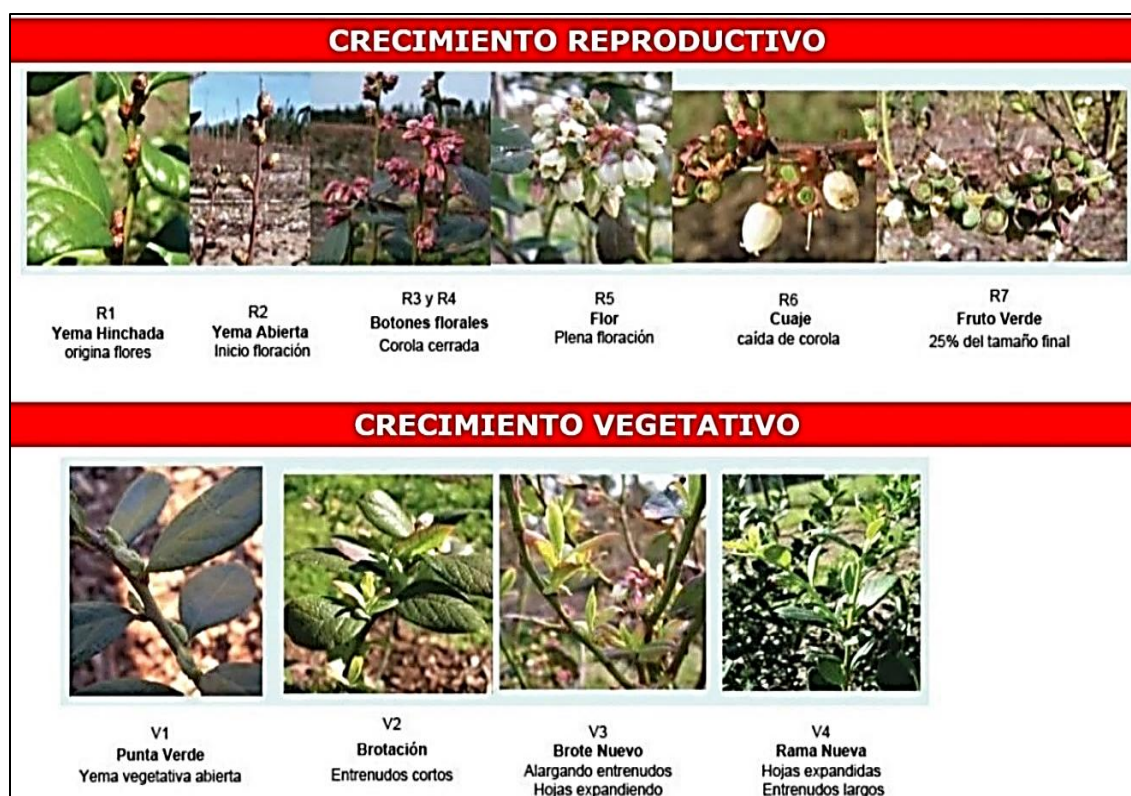 CRECIMIENTO REPRODUCTIVO
R1
Yema Hinchada
origina flores
R2
Yema Abierta
Inicio floración
R3 y R4
Botones florales
Corola cerrada
R5
Flor
Plena floración
R6
Cuaje
caída de corola
R7
Fruto Verde
25% del tamaño final
CRECIMIENTO VEGETATIVO
V1
Punta Verde
Yema vegetativa abierta
V2
Brotación
Entrenudos cortos
V3
Brote Nuevo
Alargando entrenudos
Hojas expandiendo
V4
Rama Nueva
Hojas expandidas
Entrenudos largos